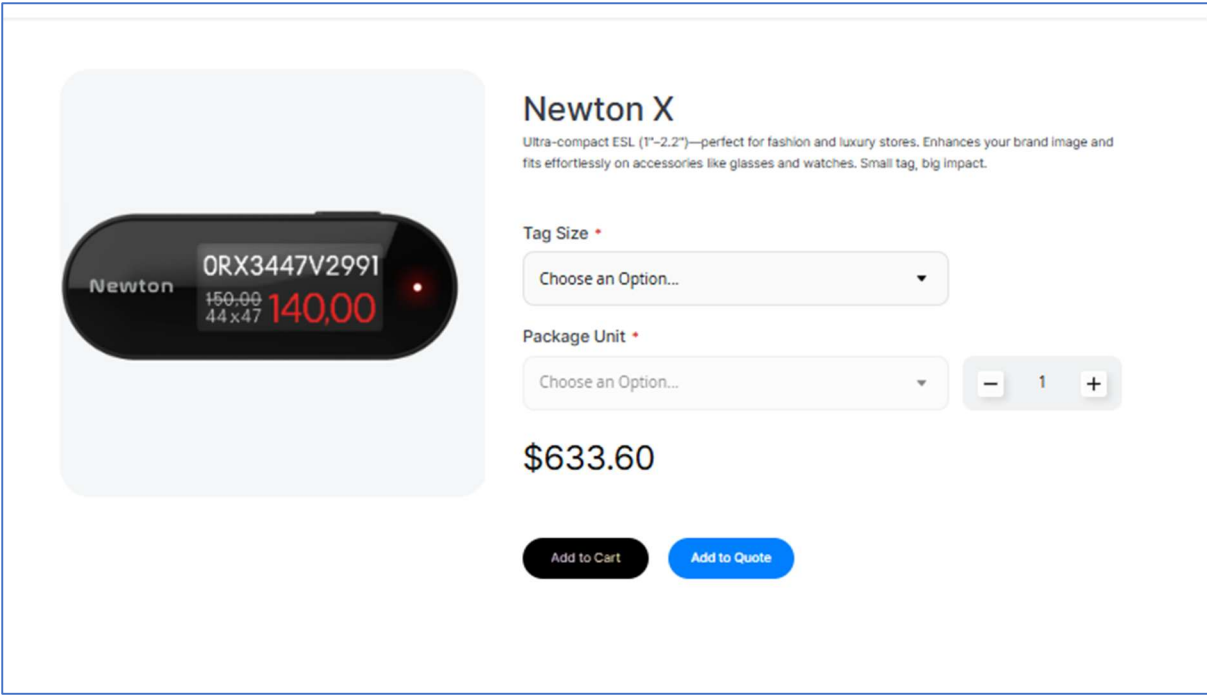 Newton X
Ultra-compact ESL (1"–2.2")—perfect for fashion and luxury stores. Enhances your brand image and
fits effortlessly on accessories like glasses and watches. Small tag, big impact.
Newton
0RX3447V2991
150,00
44x47
140,00
Tag Size *
Choose an Option...
Package Unit *
Choose an Option...
− 1 +
$633.60
Add to Cart
Add to Quote